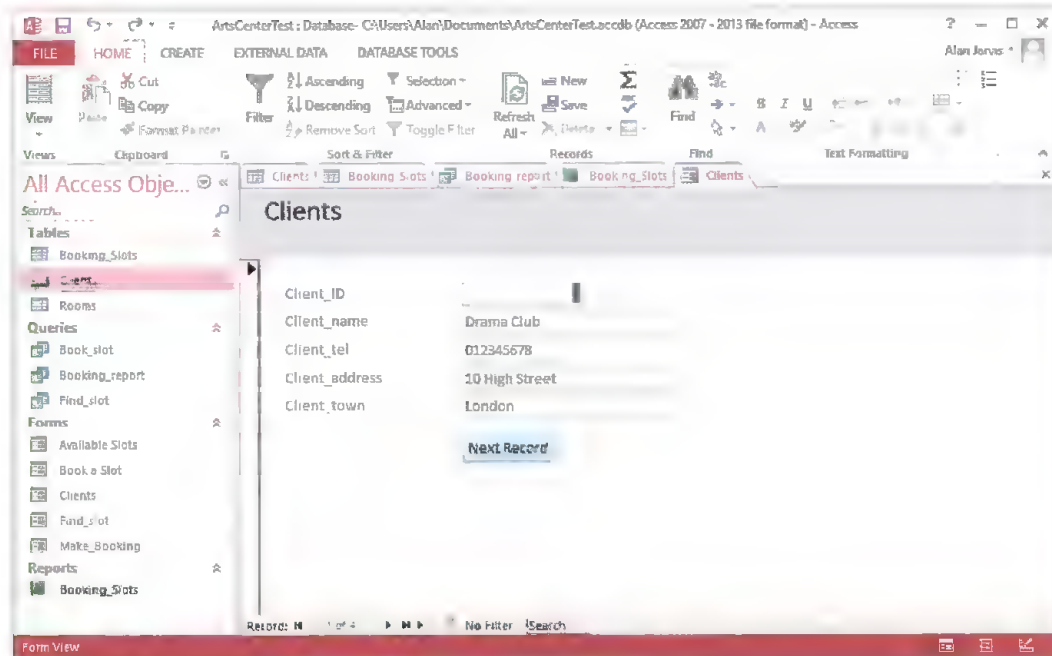 ArtsCenterTest : Database- C:\Users\Alan\Documents\ArtsCenterTest.accdb (Access 2007 - 2013 file format) - Access
FILE HOME CREATE EXTERNAL DATA DATABASE TOOLS Alan Jarvis
View Paste Cut Copy Format Painter
Filter Ascending Descending Remove Sort Selection Advanced Toggle Filter
Refresh All New Save Delete
Find
B I U A
Views Clipboard Sort & Filter Records Find Text Formatting
All Access Obje...
Clients Booking Slots Booking report Booking_Slots Clients
Search...
Clients
Tables
Booking_Slots
Clients
Rooms
Queries
Book_slot
Booking_report
Find_slot
Forms
Available Slots
Book a Slot
Clients
Find_slot
Make_Booking
Reports
Booking_Slots
Client_ID
Client_name Drama Club
Client_tel 012345678
Client_address 10 High Street
Client_town London
Next Record
Record: 1 of 4 No Filter Search
Form View